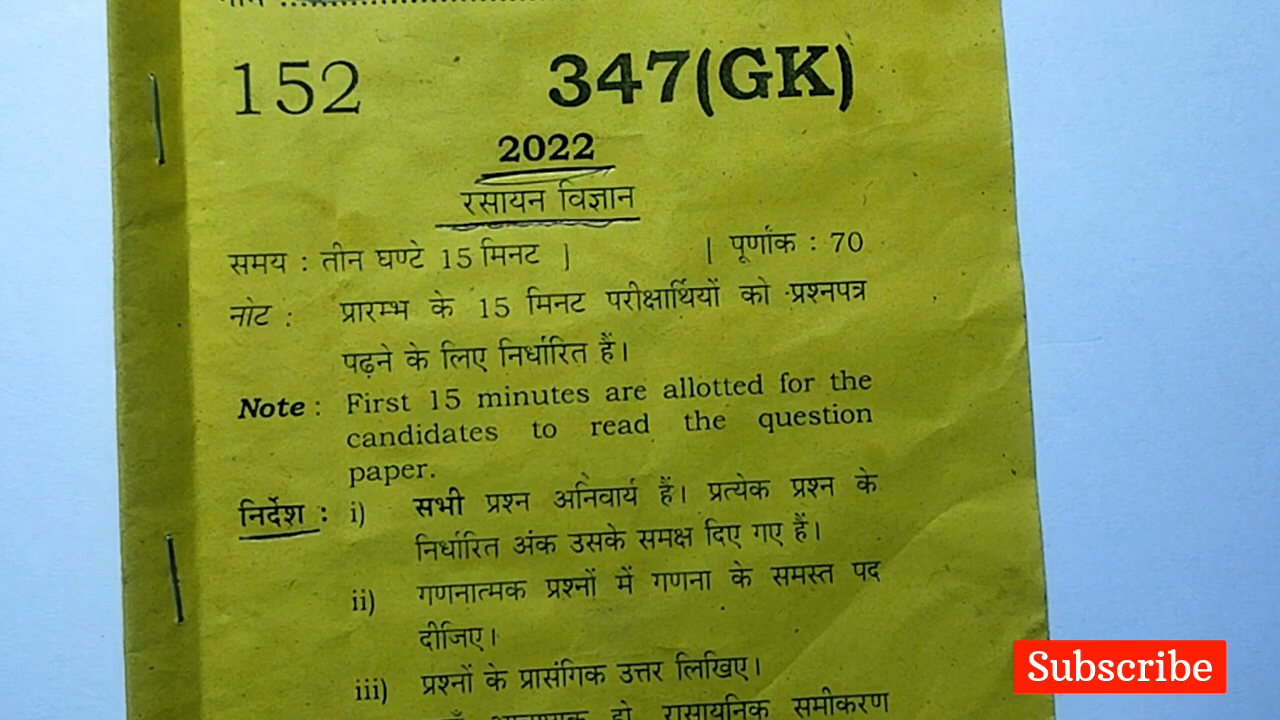 नाम :
152 347(GK)
2022
रसायन विज्ञान
समय : तीन घण्टे 15 मिनट ] [ पूर्णांक : 70
नोट : प्रारम्भ के 15 मिनट परीक्षार्थियों को प्रश्नपत्र
पढ़ने के लिए निर्धारित हैं।
Note : First 15 minutes are allotted for the
candidates to read the question
paper.
निर्देश : i) सभी प्रश्न अनिवार्य हैं। प्रत्येक प्रश्न के
निर्धारित अंक उसके समक्ष दिए गए हैं।
ii) गणनात्मक प्रश्नों में गणना के समस्त पद
दीजिए।
iii) प्रश्नों के प्रासंगिक उत्तर लिखिए।
हो रासायनिक समीकरण
Subscribe